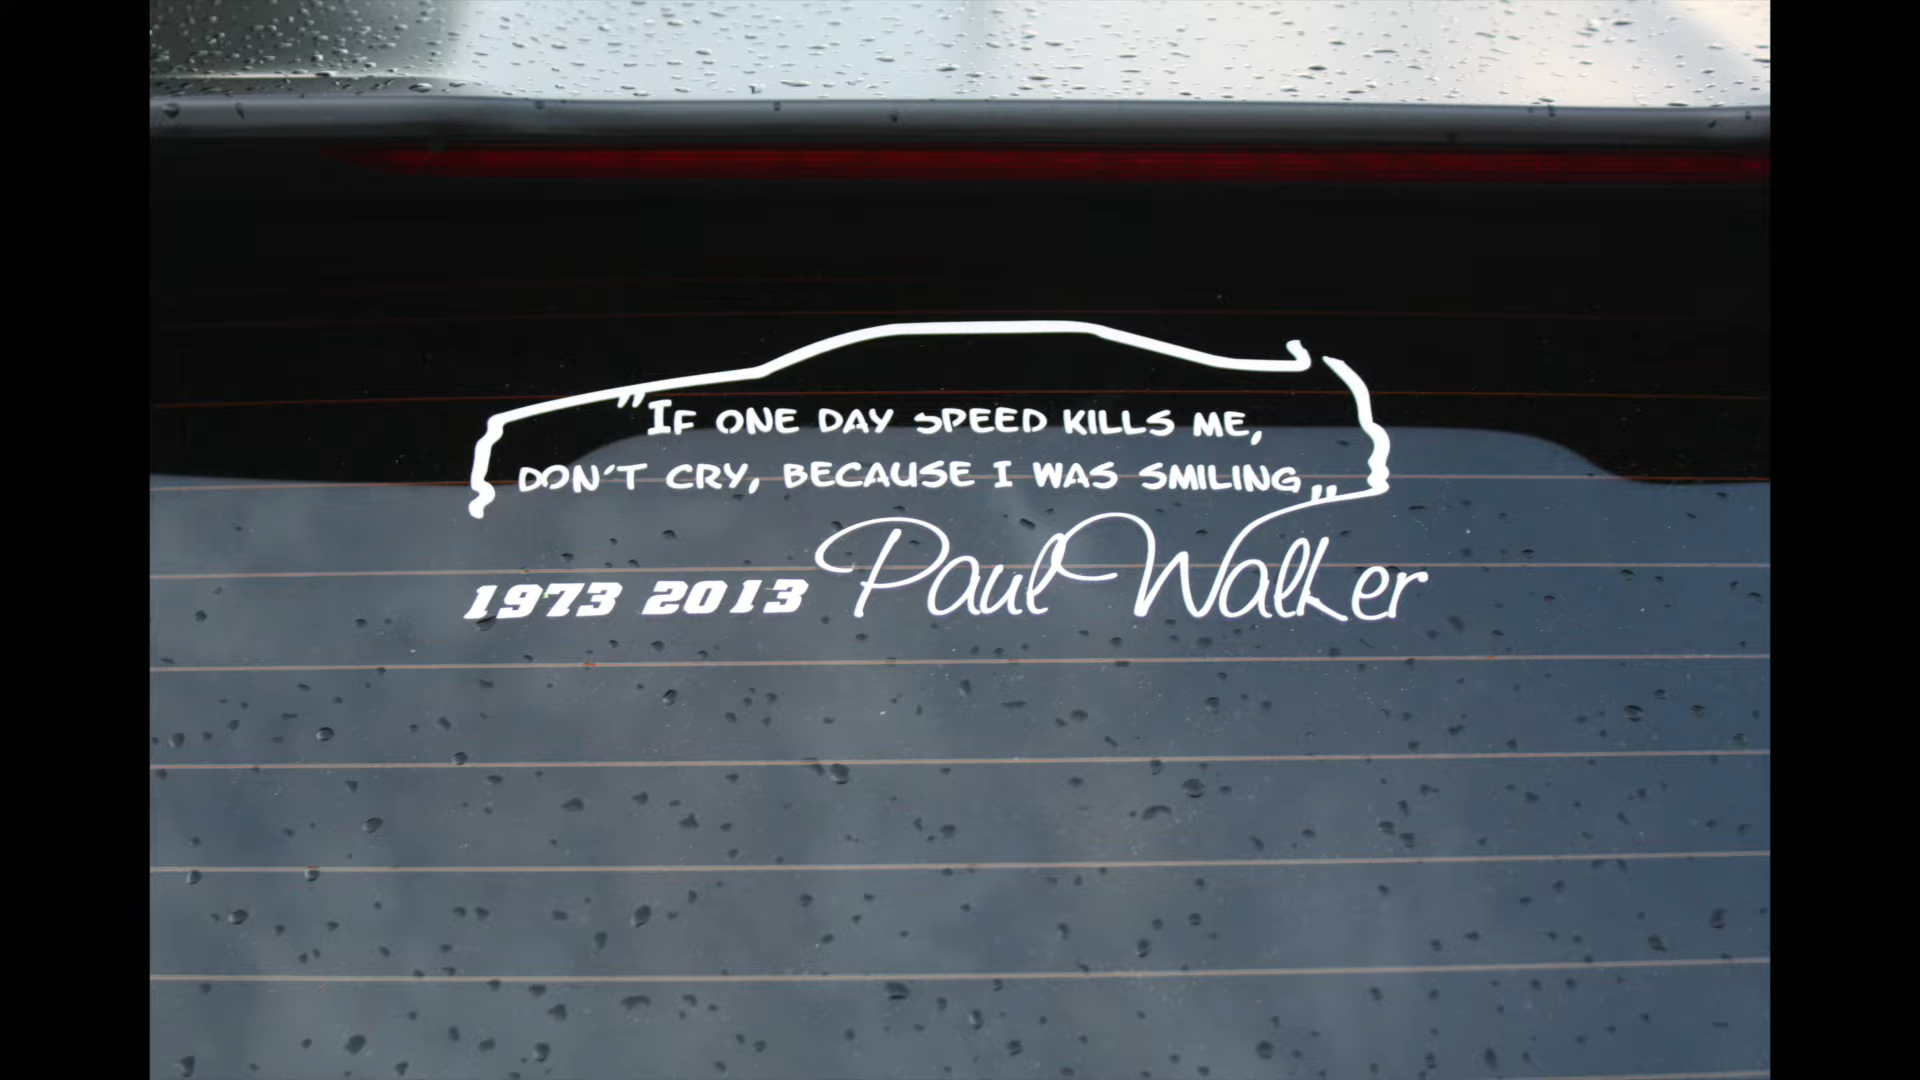 "If one day speed kills me,
don't cry, because I was smiling„
1973 2013 Paul Walker